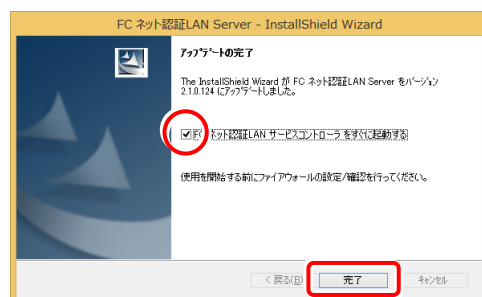 FC ネット認証LAN Server - InstallShield Wizard
ｱｯﾌﾟﾃﾞｰﾄの完了
The InstallShield Wizard が FC ネット認証LAN Server をﾊﾞｰｼﾞｮﾝ
2.1.0.124 にｱｯﾌﾟﾃﾞｰﾄしました。
FC ネット認証LAN サービスコントローラ をすぐに起動する
使用を開始する前にファイアウォールの設定/確認を行ってください。
< 戻る(B)
完了
ｷｬﾝｾﾙ